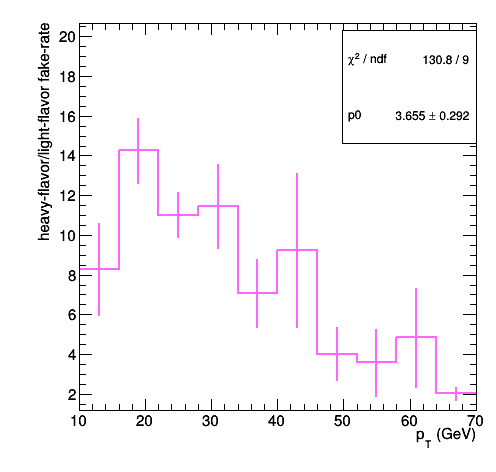 heavy-flavor/light-flavor fake-rate
20
18
16
14
12
10
8
6
4
2
χ² / ndf 130.8 / 9
p0 3.655 ± 0.292
10 20 30 40 50 60 70
p_T (GeV)